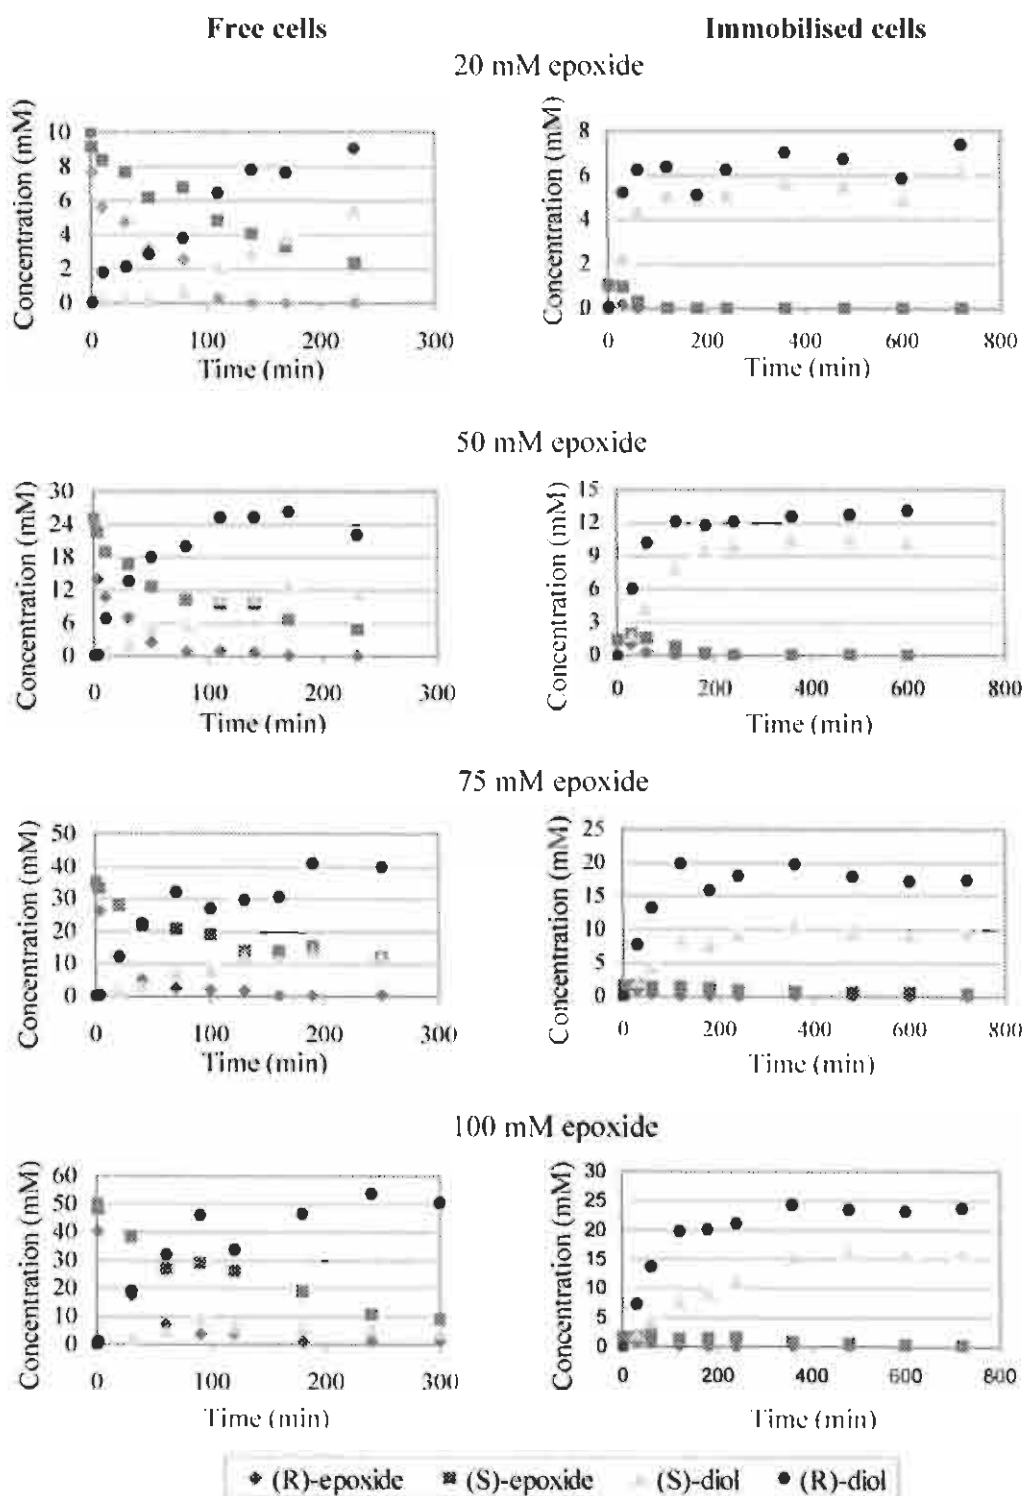 Free cells Immobilised cells
20 mM epoxide
Concentration (mM)
10
8
6
4
2
0
0 100 200 300
Time (min)
Concentration (mM)
8
6
4
2
0
0 200 400 600 800
Time (min)
50 mM epoxide
Concentration (mM)
30
24
18
12
6
0
0 100 200 300
Time (min)
Concentration (mM)
15
12
9
6
3
0
0 200 400 600 800
Time (min)
75 mM epoxide
Concentration (mM)
50
40
30
20
10
0
0 100 200 300
Time (min)
Concentration (mM)
25
20
15
10
5
0
0 200 400 600 800
Time (min)
100 mM epoxide
Concentration (mM)
60
50
40
30
20
10
0
0 100 200 300
Time (min)
Concentration (mM)
30
25
20
15
10
5
0
0 200 400 600 800
Time (min)
(R)-epoxide (S)-epoxide (S)-diol (R)-diol